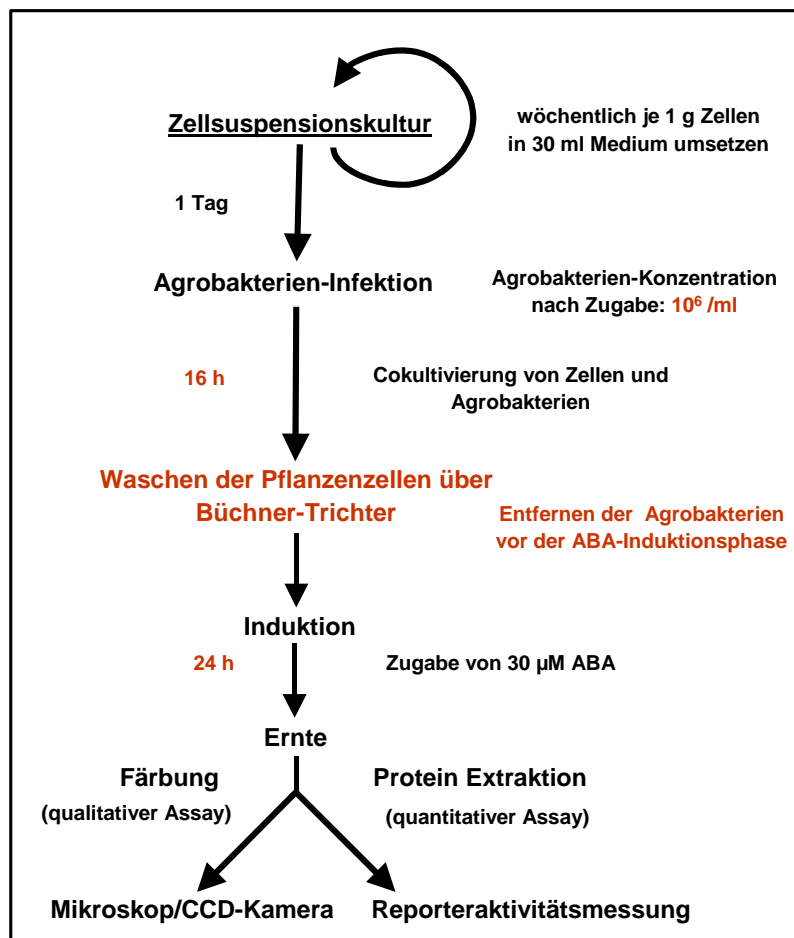 Zellsuspensionskultur
wöchentlich je 1 g Zellen
in 30 ml Medium umsetzen
1 Tag
Agrobakterien-Infektion
Agrobakterien-Konzentration
nach Zugabe: 10⁶ /ml
16 h
Cokultivierung von Zellen und
Agrobakterien
Waschen der Pflanzenzellen über
Büchner-Trichter
Entfernen der Agrobakterien
vor der ABA-Induktionsphase
Induktion
24 h
Zugabe von 30 µM ABA
Ernte
Färbung
(qualitativer Assay)
Protein Extraktion
(quantitativer Assay)
Mikroskop/CCD-Kamera
Reporteraktivitätsmessung